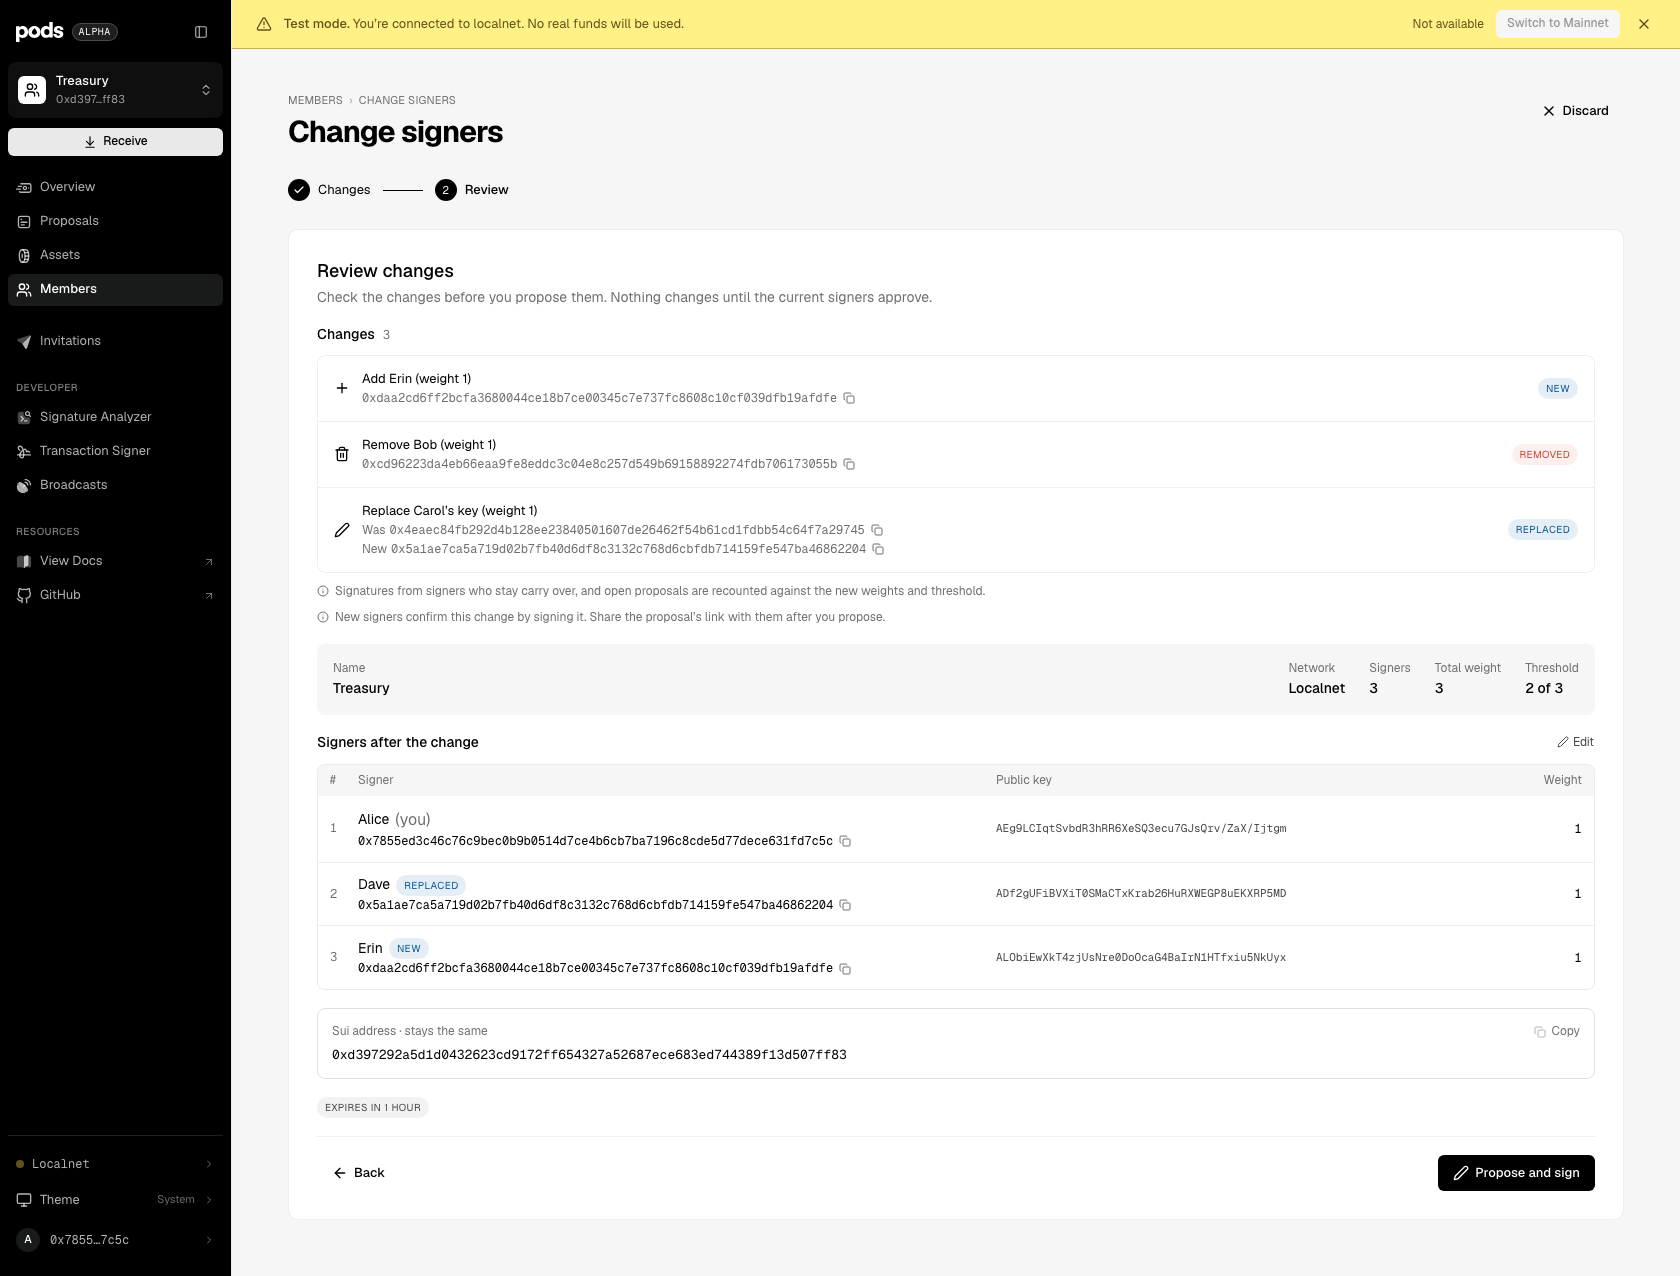 pods ALPHA
Treasury
0xd397…ff83
Receive
Overview
Proposals
Assets
Members
Invitations
DEVELOPER
Signature Analyzer
Transaction Signer
Broadcasts
RESOURCES
View Docs
GitHub
Localnet
Theme System
A 0x7855…7c5c
Test mode. You're connected to localnet. No real funds will be used.
Not available Switch to Mainnet
MEMBERS › CHANGE SIGNERS
Change signers
Discard
Changes 2 Review
Review changes
Check the changes before you propose them. Nothing changes until the current signers approve.
Changes 3
Add Erin (weight 1)
0xdaa2cd6ff2bcfa3680044ce18b7ce00345c7e737fc8608c10cf039dfb19afdfe
NEW
Remove Bob (weight 1)
0xcd96223da4eb66eaa9fe8eddc3c04e8c257d549b69158892274fdb706173055b
REMOVED
Replace Carol's key (weight 1)
Was 0x4eaec84fb292d4b128ee23840501607de26462f54b61cd1fdbb54c64f7a29745
New 0x5a1ae7ca5a719d02b7fb40d6df8c3132c768d6cbfdb714159fe547ba46862204
REPLACED
Signatures from signers who stay carry over, and open proposals are recounted against the new weights and threshold.
New signers confirm this change by signing it. Share the proposal's link with them after you propose.
Name Network Signers Total weight Threshold
Treasury Localnet 3 3 2 of 3
Signers after the change
Edit
# Signer Public key Weight
1 Alice (you) AEg9LCIqtSvbdR3hRR6XeSQ3ecu7GJsQrv/ZaX/Ijtgm 1
0x7855ed3c46c76c9bec0b9b0514d7ce4b6cb7ba7196c8cde5d77dece631fd7c5c
2 Dave REPLACED ADf2gUFiBVXiT0SMaCTxKrab26HuRXWEGP8uEKXRP5MD 1
0x5a1ae7ca5a719d02b7fb40d6df8c3132c768d6cbfdb714159fe547ba46862204
3 Erin NEW ALObiEwXkT4zjUsNre0DoOcaG4BaIrN1HTfxiu5NkUyx 1
0xdaa2cd6ff2bcfa3680044ce18b7ce00345c7e737fc8608c10cf039dfb19afdfe
Sui address · stays the same
Copy
0xd397292a5d1d0432623cd9172ff654327a52687ece683ed744389f13d507ff83
EXPIRES IN 1 HOUR
Back
Propose and sign